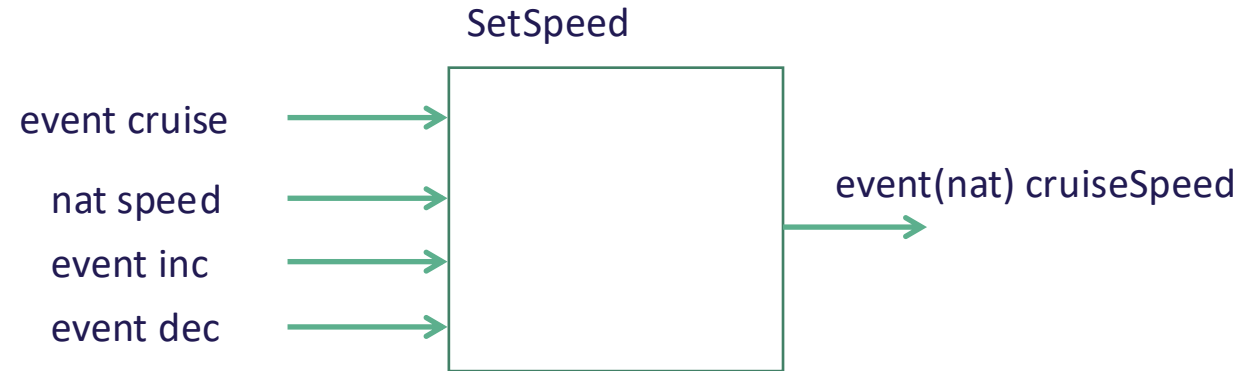 SetSpeed
event cruise
nat speed
event inc
event dec
event(nat) cruiseSpeed